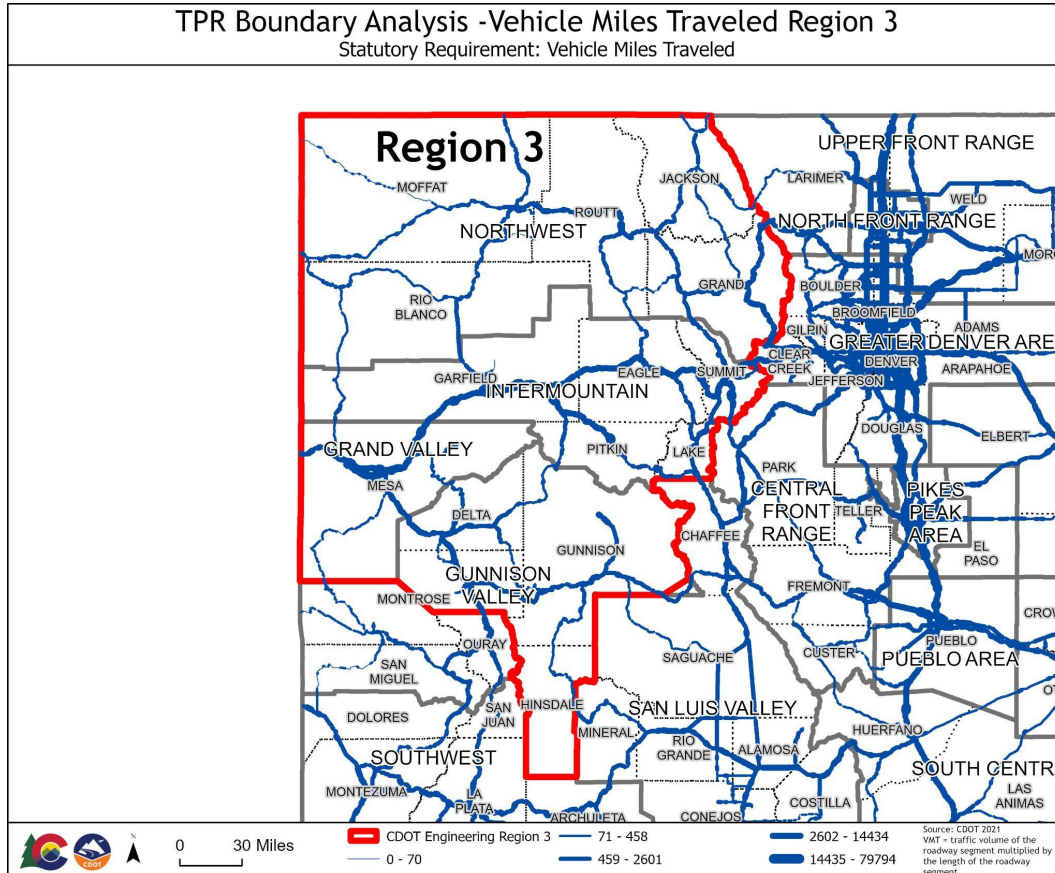 TPR Boundary Analysis -Vehicle Miles Traveled Region 3
Statutory Requirement: Vehicle Miles Traveled
Region 3
UPPER FRONT RANGE
MOFFAT
JACKSON
LARIMER
WELD
ROUTT
NORTHWEST
NORTH FRONT RANGE
MORG
RIO
BLANCO
GRAND
BOULDER
BROOMFIELD
ADAMS
GILPIN
GREATER DENVER ARE
CLEAR
CREEK
DENVER
ARAPAHOE
GARFIELD
EAGLE
SUMMIT
JEFFERSON
INTERMOUNTAIN
DOUGLAS
ELBERT
GRAND VALLEY
PITKIN
LAKE
MESA
PARK
CENTRAL
FRONT
RANGE
TELLER
PIKES
PEAK
AREA
DELTA
CHAFFEE
GUNNISON
EL
PASO
GUNNISON
VALLEY
MONTROSE
FREMONT
CROW
OURAY
PUEBLO
SAN
MIGUEL
SAGUACHE
CUSTER
PUEBLO AREA
DOLORES
SAN
JUAN
HINSDALE
SAN LUIS VALLEY
OT
MINERAL
RIO
GRANDE
ALAMOSA
HUERFANO
SOUTHWEST
SOUTH CENTR
MONTEZUMA
LA
PLATA
ARCHULETA
CONEJOS
COSTILLA
LAS
ANIMAS
CDOT
N
0 30 Miles
CDOT Engineering Region 3
0 - 70
71 - 458
459 - 2601
2602 - 14434
14435 - 79794
Source: CDOT 2021
VMT = traffic volume of the
roadway segment multiplied by
the length of the roadway
segment